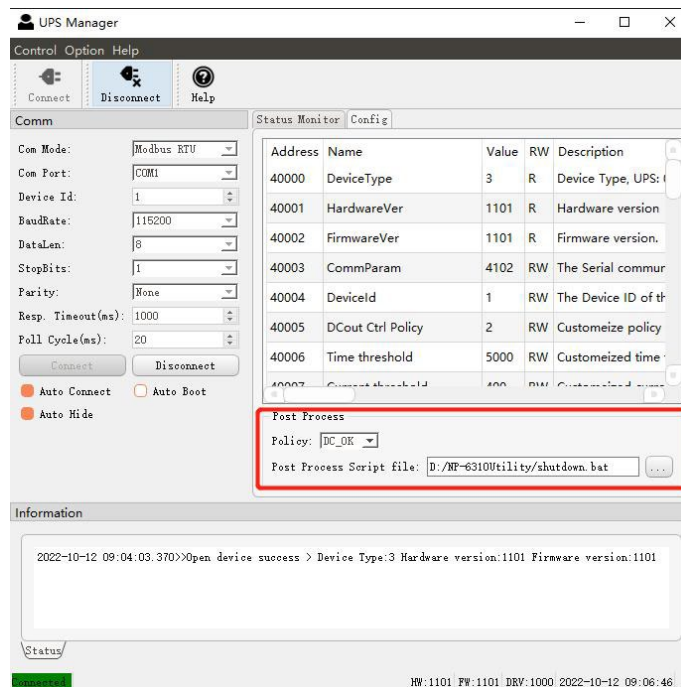 UPS Manager
Control Option Help
Connect Disconnect Help
Comm
Com Mode: Modbus RTU
Com Port: COM1
Device Id: 1
BaudRate: 115200
DataLen: 8
StopBits: 1
Parity: None
Resp. Timeout(ms): 1000
Poll Cycle(ms): 20
Connect Disconnect
Auto Connect Auto Boot
Auto Hide
Status Monitor Config
Address Name Value RW Description
40000 DeviceType 3 R Device Type, UPS:
40001 HardwareVer 1101 R Hardware version
40002 FirmwareVer 1101 R Firmware version.
40003 CommParam 4102 RW The Serial commur
40004 DeviceId 1 RW The Device ID of th
40005 DCout Ctrl Policy 2 RW Customeize policy
40006 Time threshold 5000 RW Customeized time
40007 Current threshold 400 RW Customeized
Post Process
Policy: DC_OK
Post Process Script file: D:/NP-6310Utility/shutdown.bat ...
Information
2022-10-12 09:04:03.370>>Open device success > Device Type:3 Hardware version:1101 Firmware version:1101
Status
Connected HW:1101 FW:1101 DRV:1000 2022-10-12 09:06:46